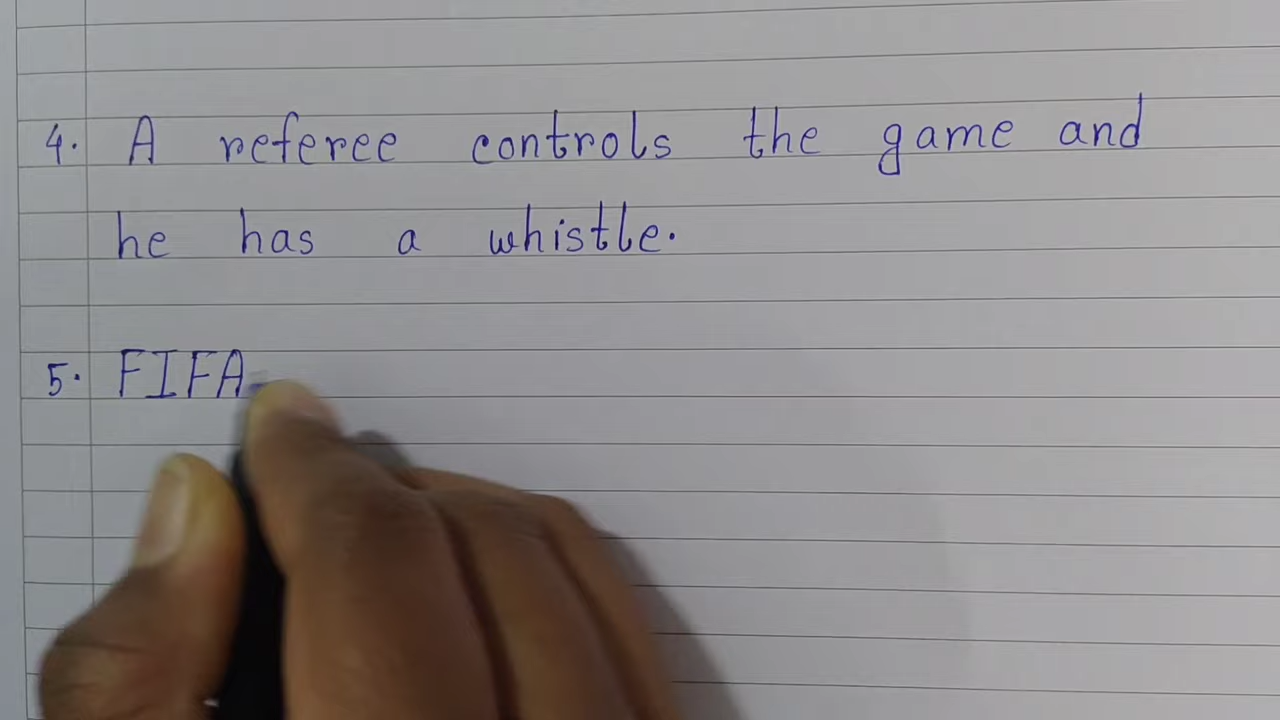 4. A referee controls the game and
he has a whistle.
5. FIFA